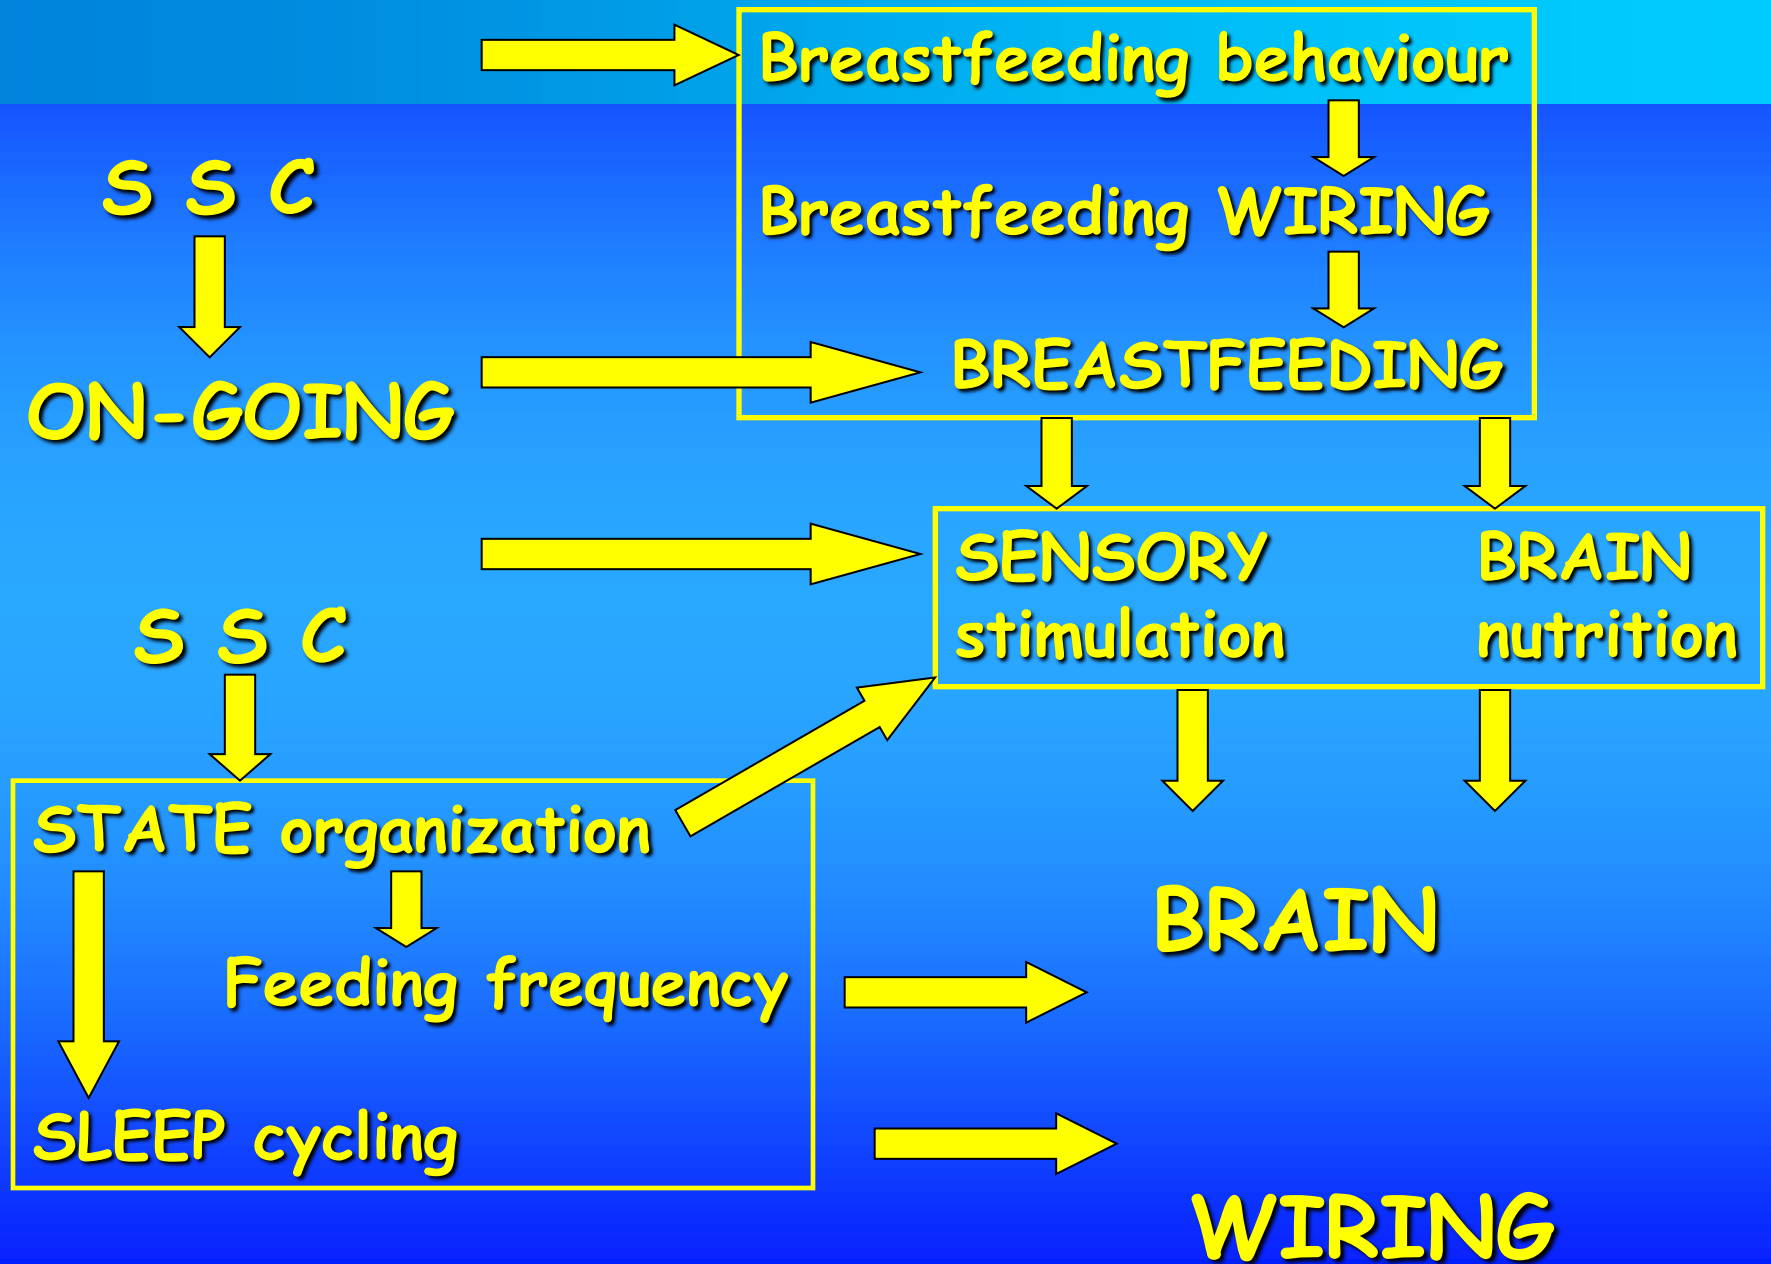 Breastfeeding behaviour
S S C
Breastfeeding WIRING
BREASTFEEDING
ON-GOING
SENSORY BRAIN
stimulation nutrition
S S C
STATE organization
BRAIN
Feeding frequency
SLEEP cycling
WIRING